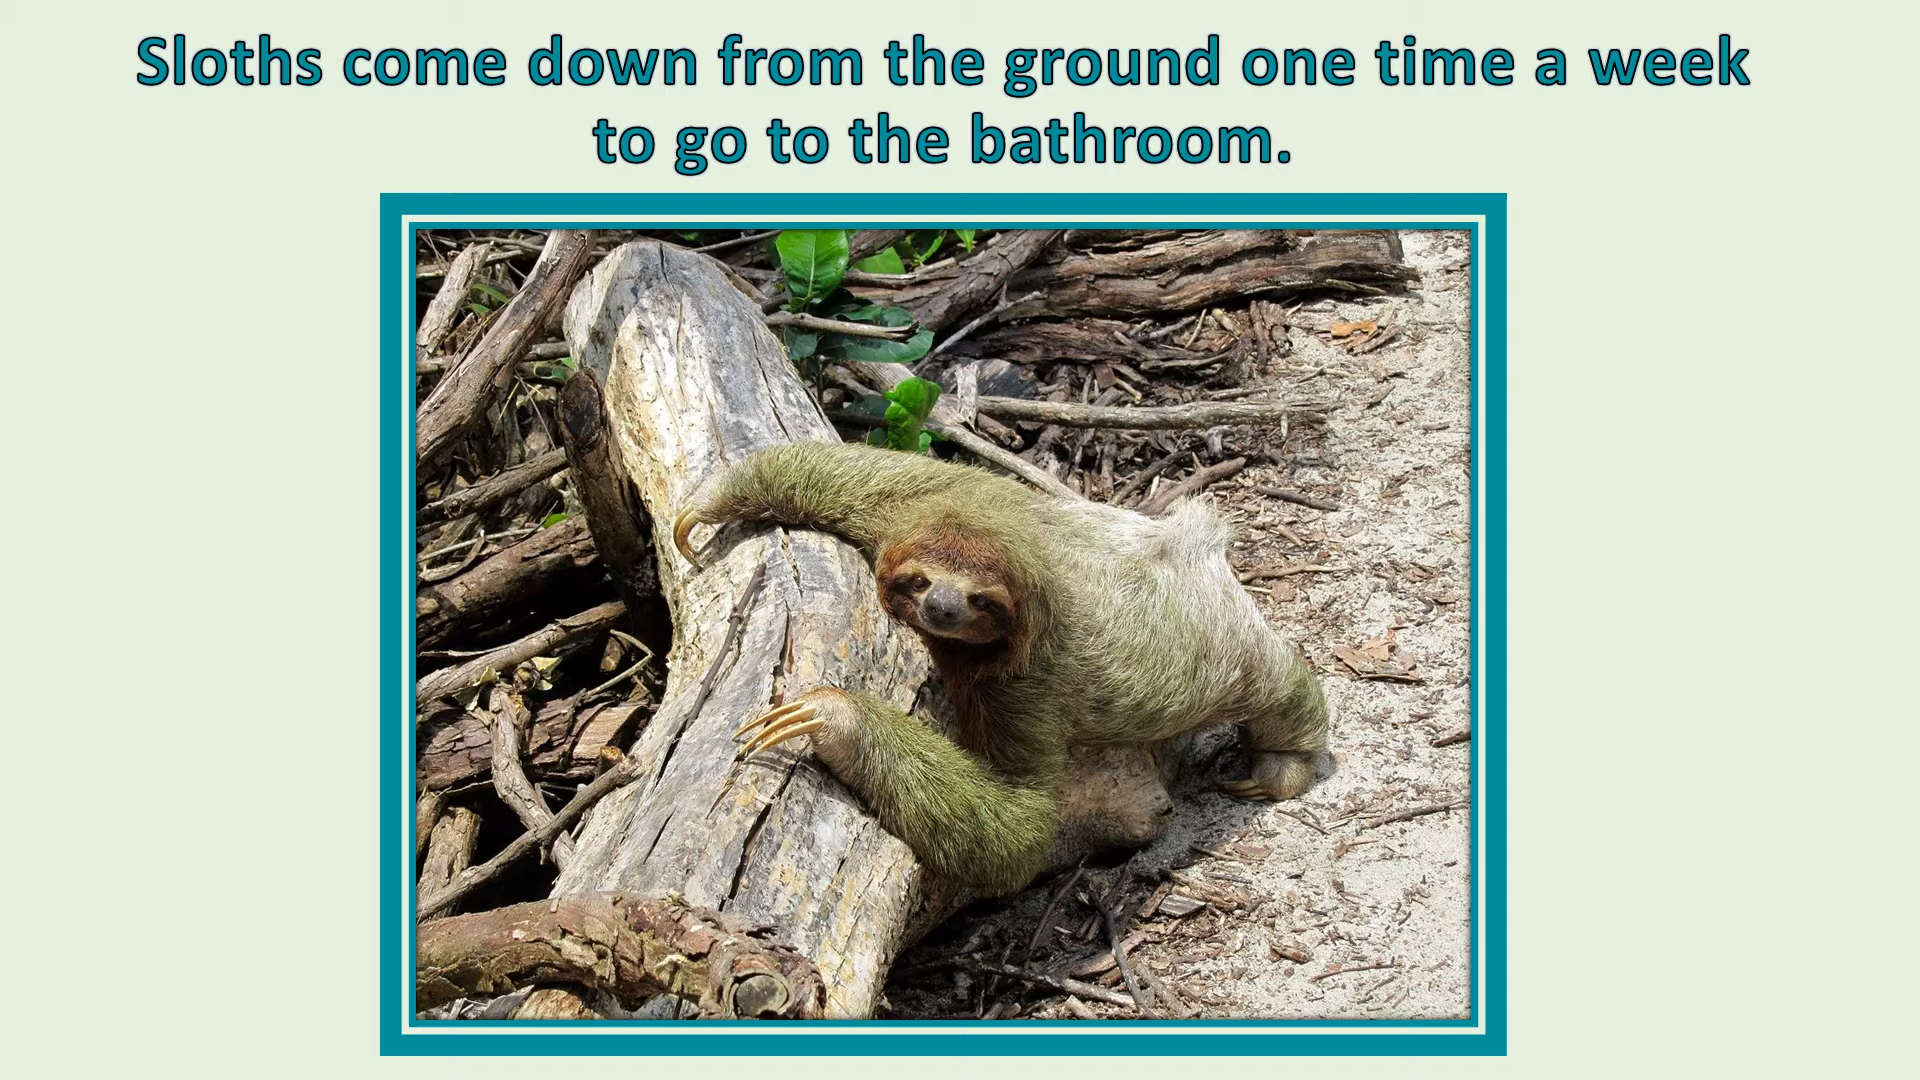 Sloths come down from the ground one time a week
to go to the bathroom.